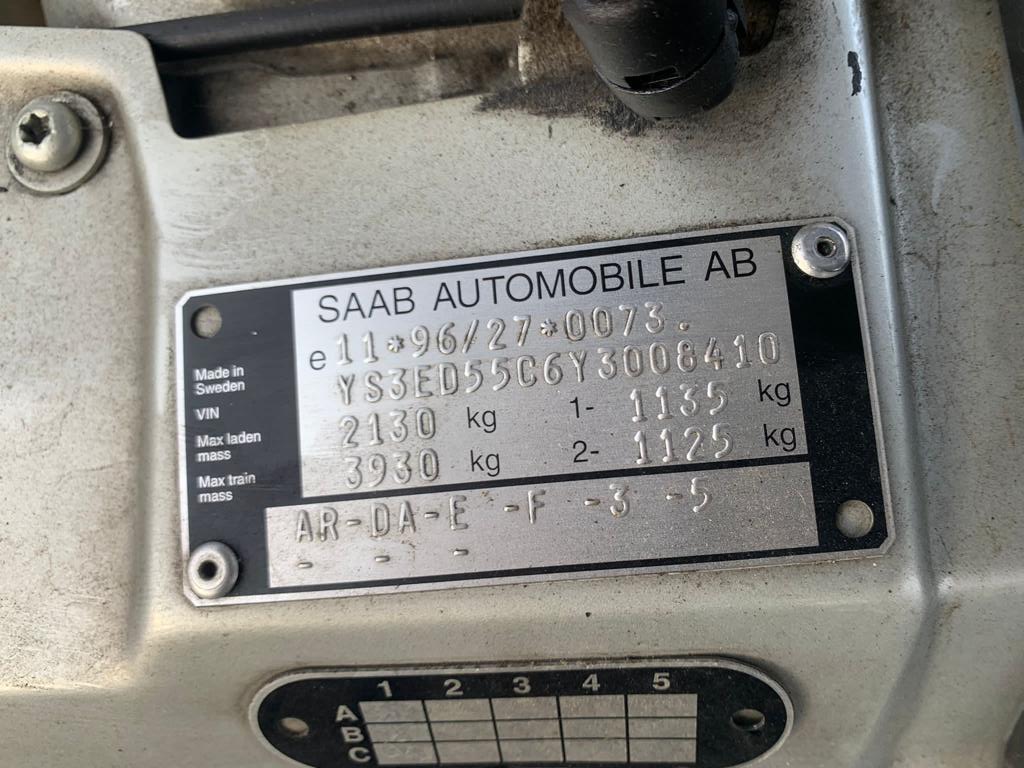 SAAB AUTOMOBILE AB
e 11*96/27*0073.
Made in
Sweden
VIN YS3ED55C6Y3008410
Max laden
mass 2130 kg 1- 1135 kg
Max train
mass 3930 kg 2- 1125 kg
AR-DA-E -F -3 -5
- - -
1 2 3 4 5
A
B
C